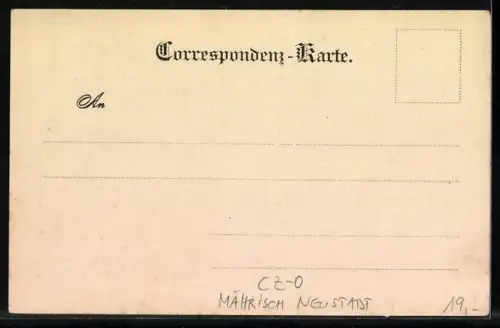 Correspondenz-Karte.
An
CZ-O
MÄHRISCH NEUSTADT
19,-